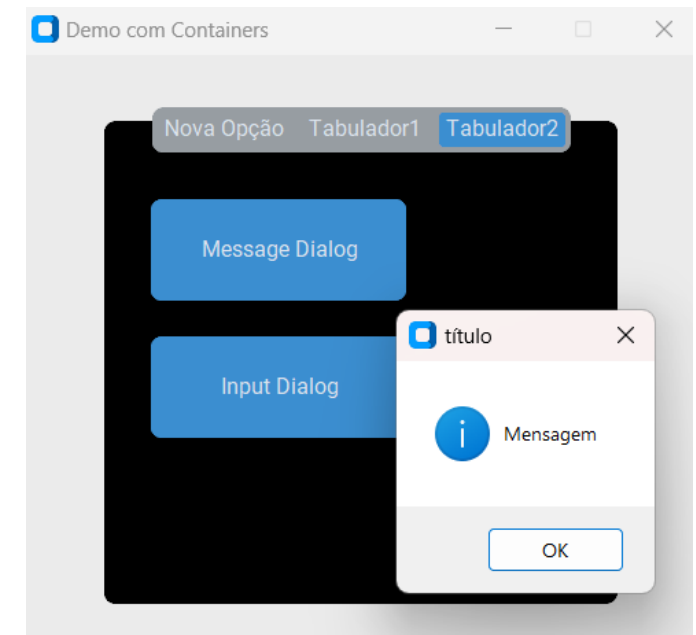 Demo com Containers
Nova Opção Tabulador1 Tabulador2
Message Dialog
Input Dialog
título
i
Mensagem
OK